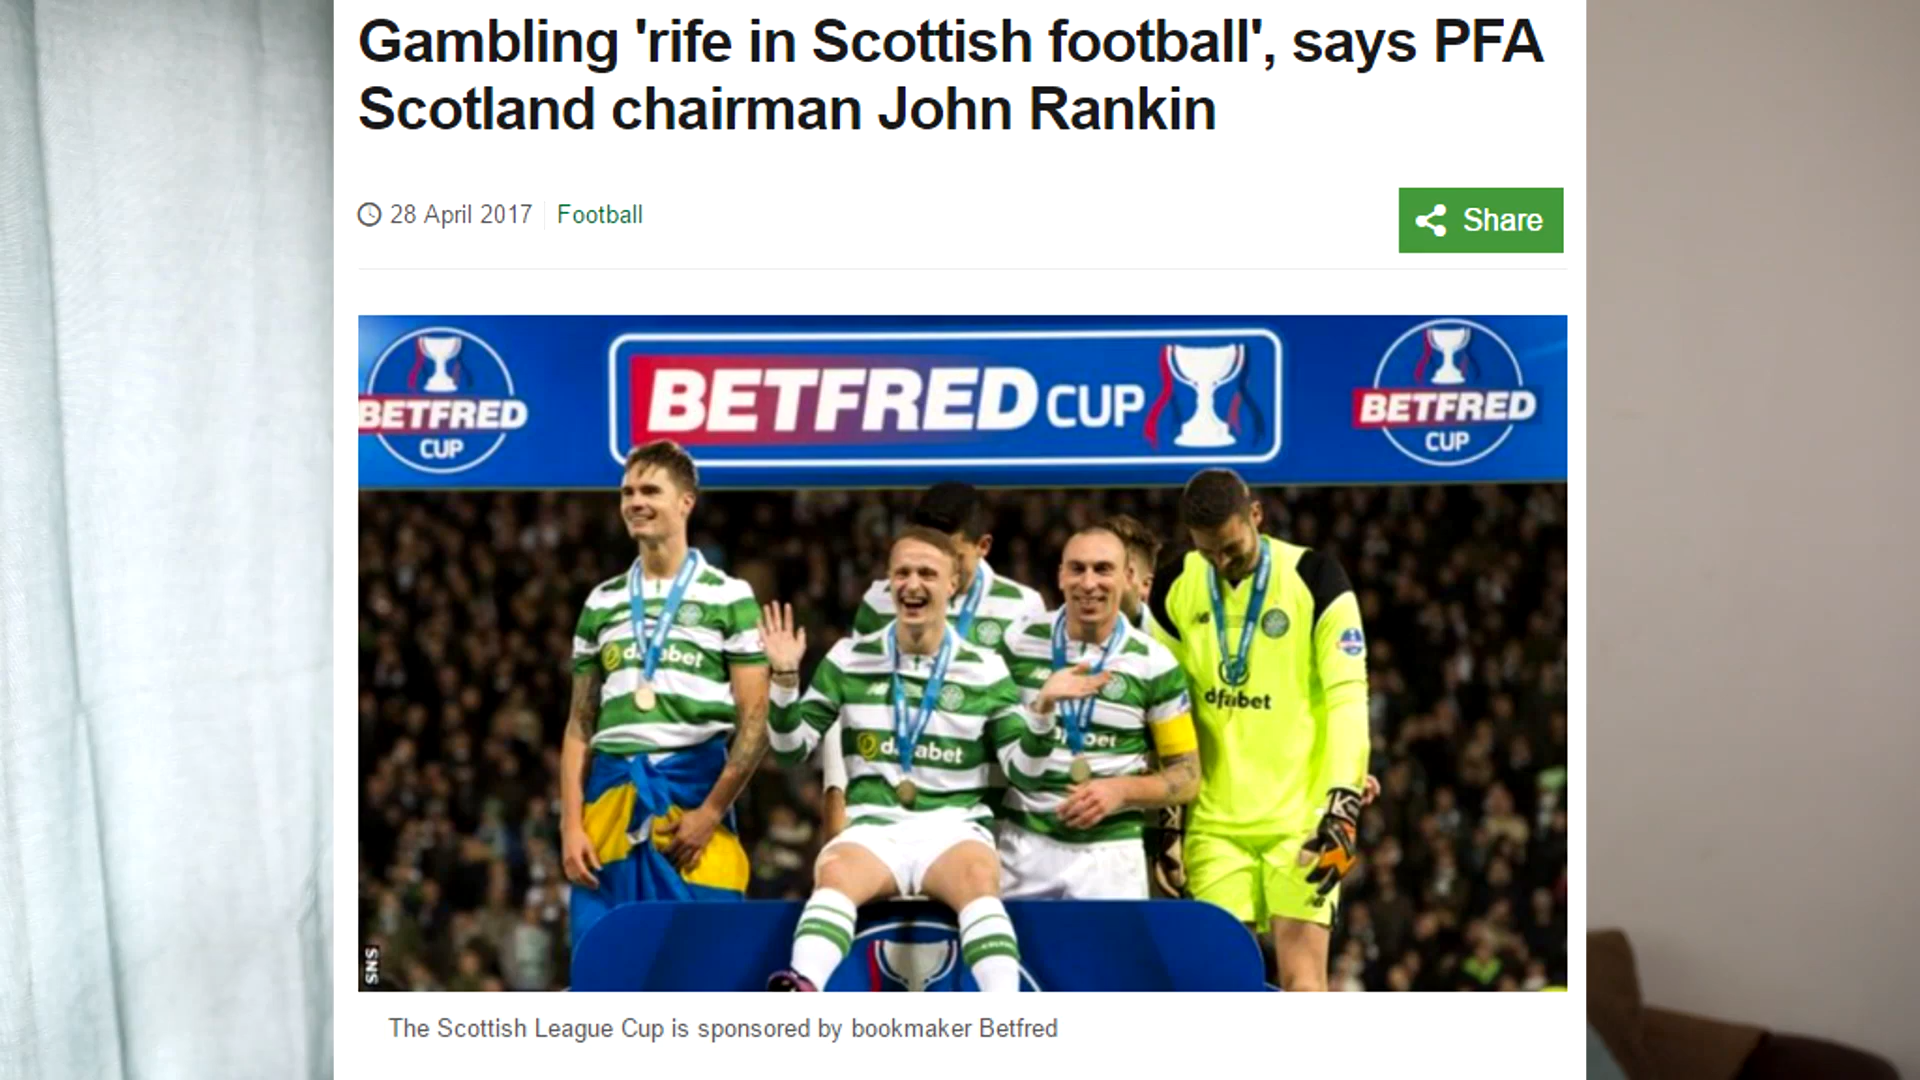 Gambling 'rife in Scottish football', says PFA
Scotland chairman John Rankin
28 April 2017
Football
Share
BETFRED
CUP
BETFRED CUP
BETFRED
CUP
dafabet
SNS
The Scottish League Cup is sponsored by bookmaker Betfred